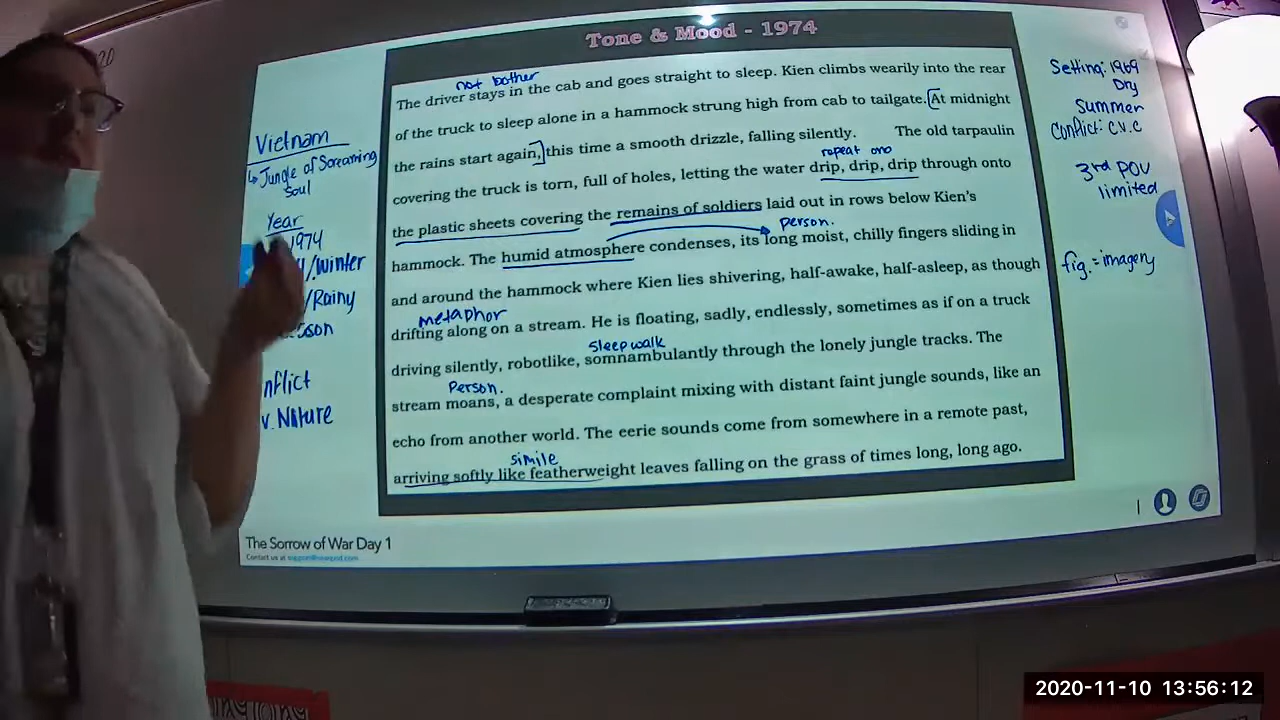 Tone & Mood - 1974
not bother
The driver stays in the cab and goes straight to sleep. Kien climbs wearily into the rear
of the truck to sleep alone in a hammock strung high from cab to tailgate. [At midnight
the rains start again,] this time a smooth drizzle, falling silently. The old tarpaulin
repeat ono
covering the truck is torn, full of holes, letting the water drip, drip, drip through onto
the plastic sheets covering the remains of soldiers laid out in rows below Kien's
person.
hammock. The humid atmosphere condenses, its long moist, chilly fingers sliding in
and around the hammock where Kien lies shivering, half-awake, half-asleep, as though
metaphor
drifting along on a stream. He is floating, sadly, endlessly, sometimes as if on a truck
sleepwalk
driving silently, robotlike, somnambulantly through the lonely jungle tracks. The
Person.
stream moans, a desperate complaint mixing with distant faint jungle sounds, like an
echo from another world. The eerie sounds come from somewhere in a remote past,
simile
arriving softly like featherweight leaves falling on the grass of times long, long ago.
Vietnam
↳ Jungle of Screaming
Soul
Year
1974
/Winter
/Rainy
v. Nature
Setting: 1969
Dry
Summer
Conflict: C.V.C
3rd POV
limited
fig. = imagery
The Sorrow of War Day 1
Contact us at
2020-11-10 13:56:12